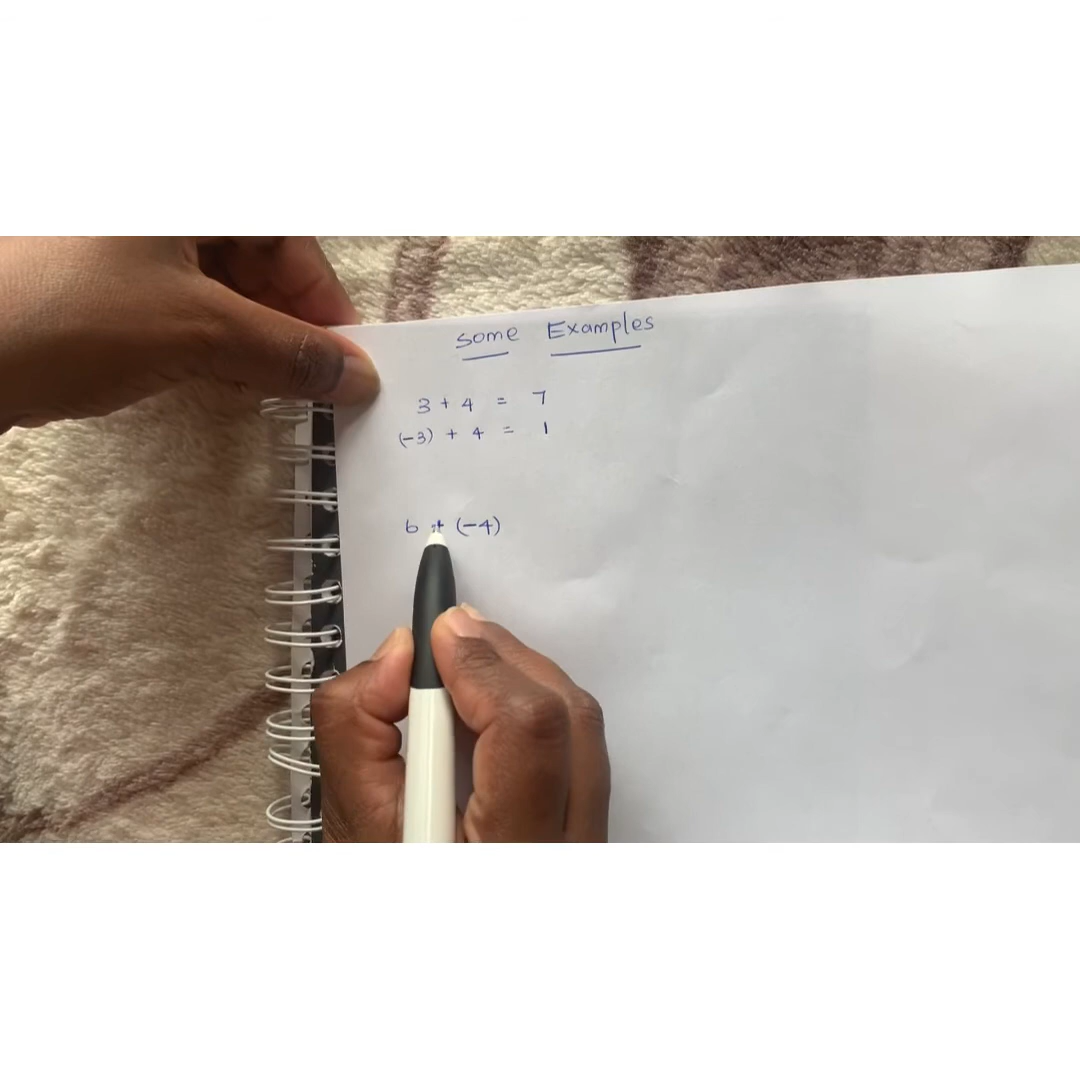 some Examples
3 + 4 = 7
(-3) + 4 = 1
6 + (-4)